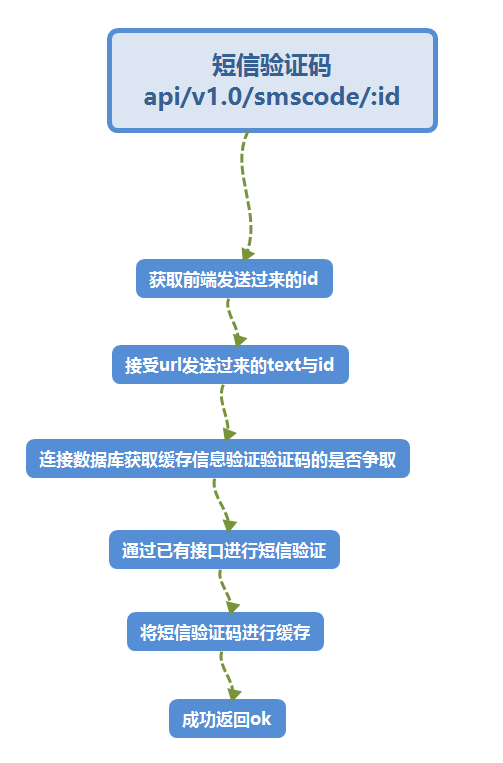 短信验证码
api/v1.0/smscode/:id
获取前端发送过来的id
接受url发送过来的text与id
连接数据库获取缓存信息验证验证码的是否争取
通过已有接口进行短信验证
将短信验证码进行缓存
成功返回ok